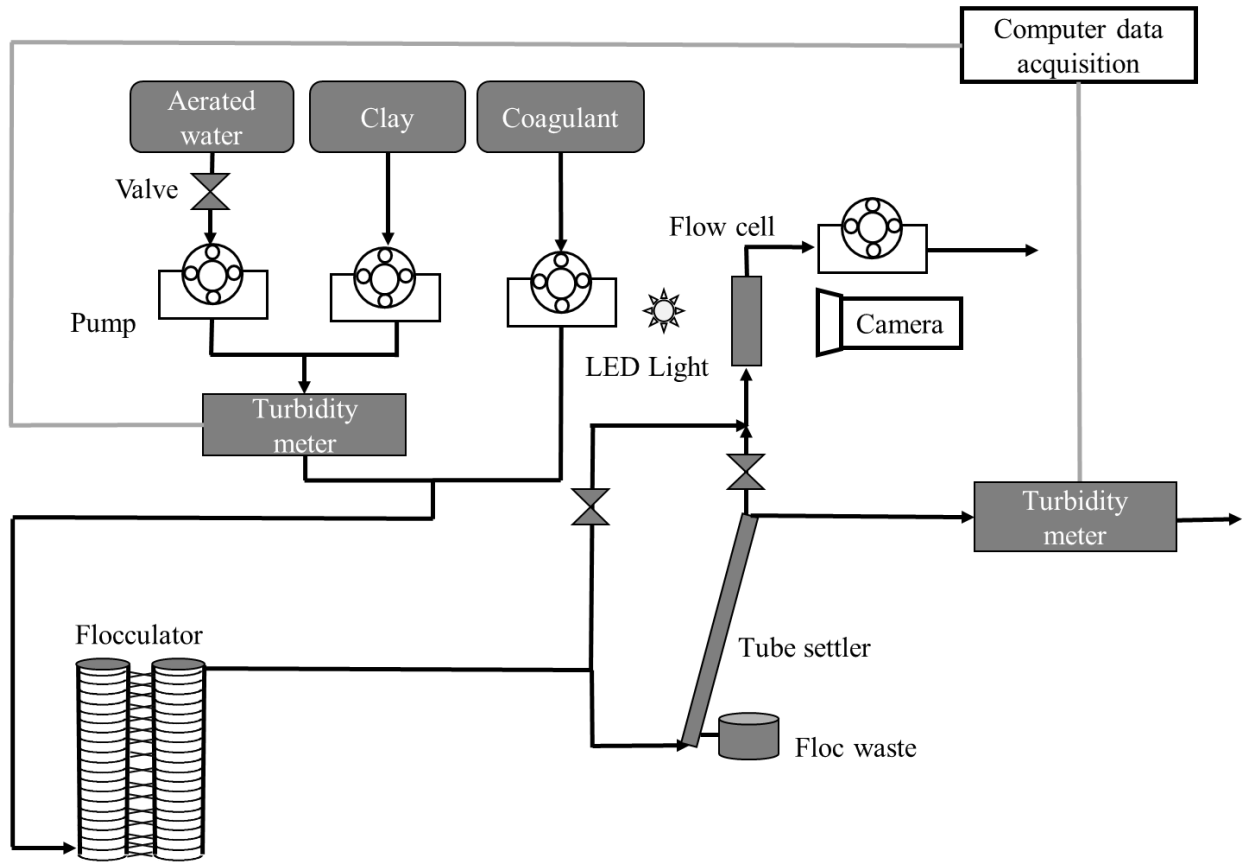 Computer data
acquisition
Aerated
water
Clay
Coagulant
Valve
Flow cell
Pump
Camera
LED Light
Turbidity
meter
Turbidity
meter
Flocculator
Tube settler
Floc waste